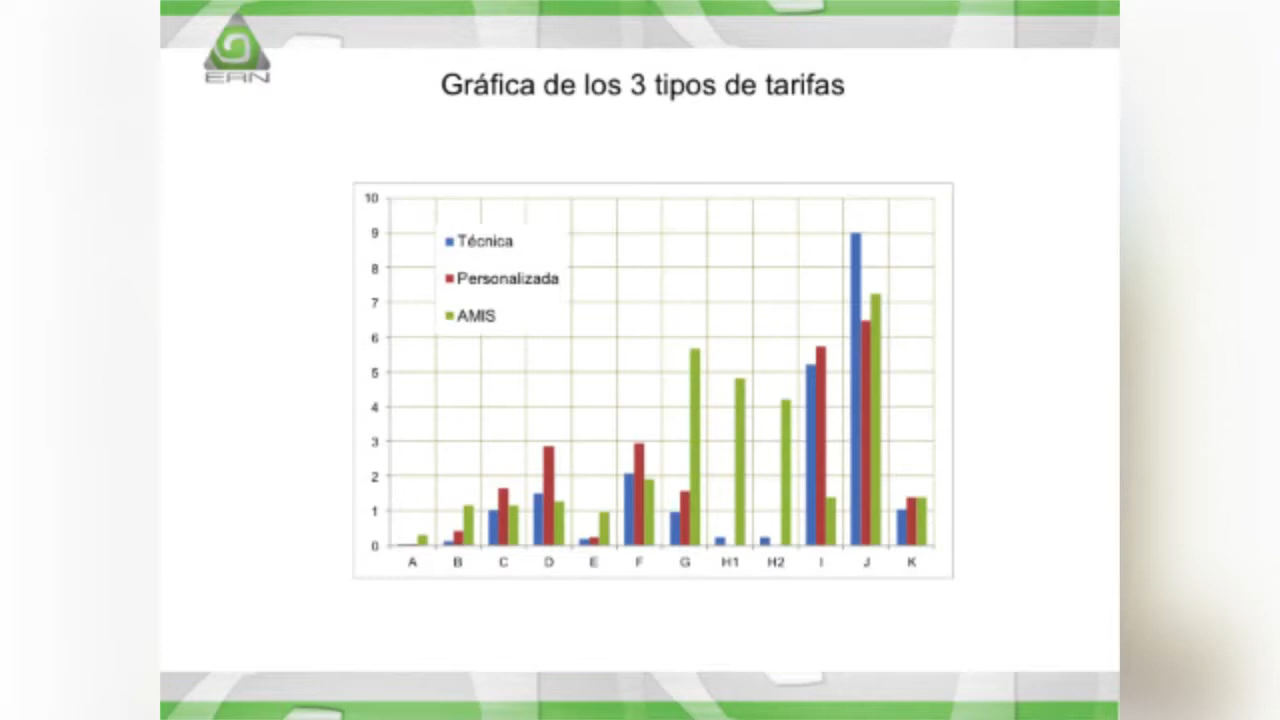 EAN
Gráfica de los 3 tipos de tarifas
10
9
8
7
6
5
4
3
2
1
0
Técnica
Personalizada
AMIS
A B C D E F G H1 H2 I J K